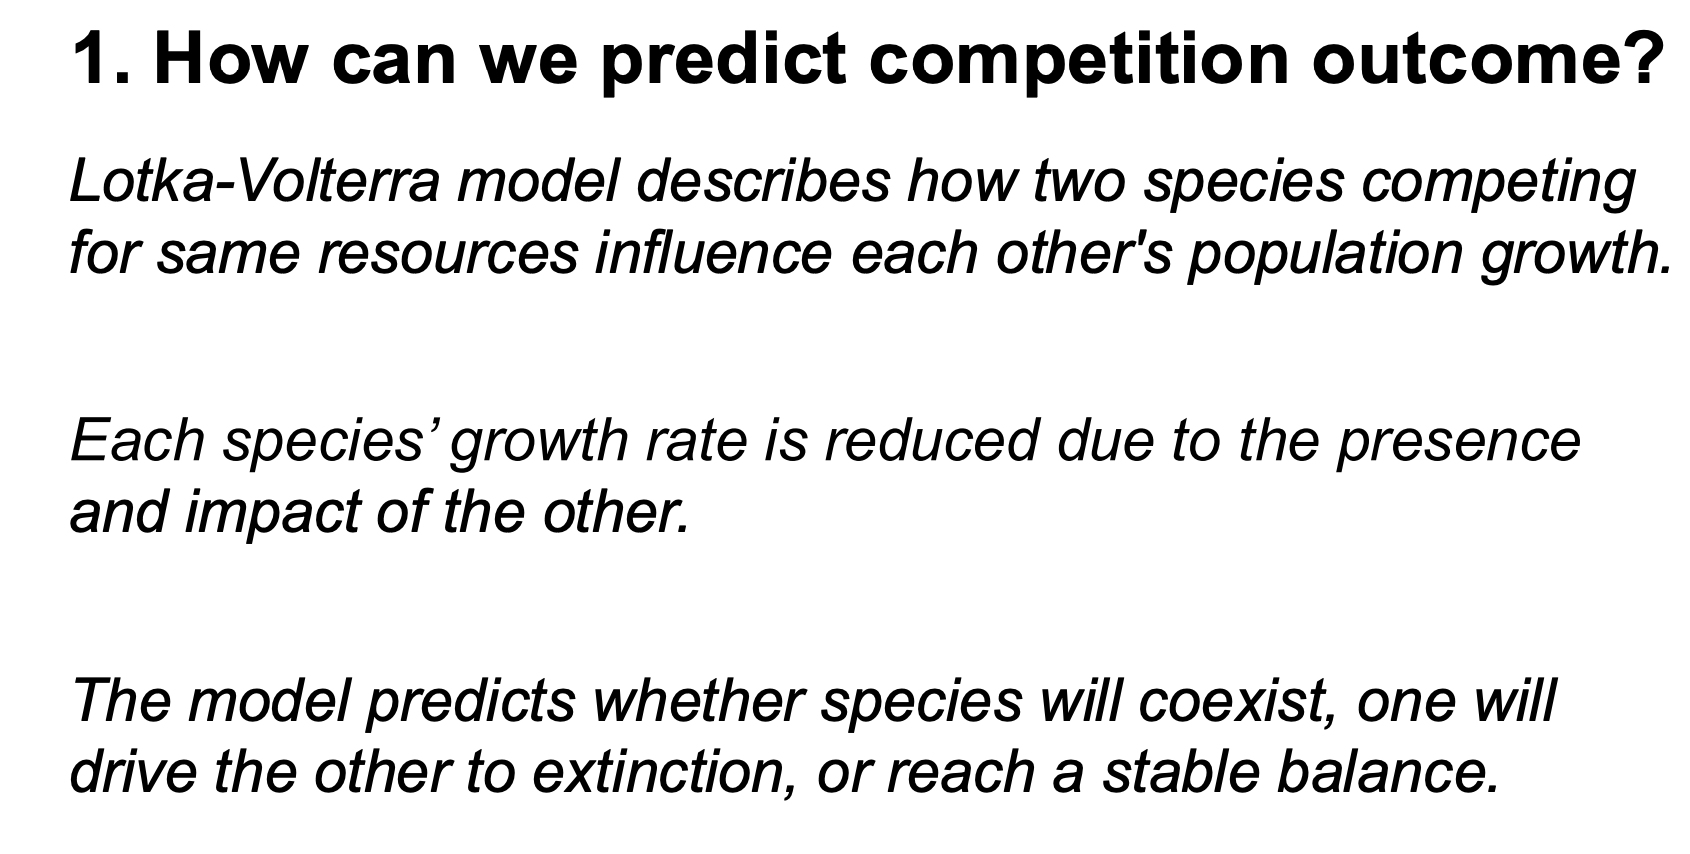 1. How can we predict competition outcome?
Lotka-Volterra model describes how two species competing
for same resources influence each other's population growth.
Each species’ growth rate is reduced due to the presence
and impact of the other.
The model predicts whether species will coexist, one will
drive the other to extinction, or reach a stable balance.